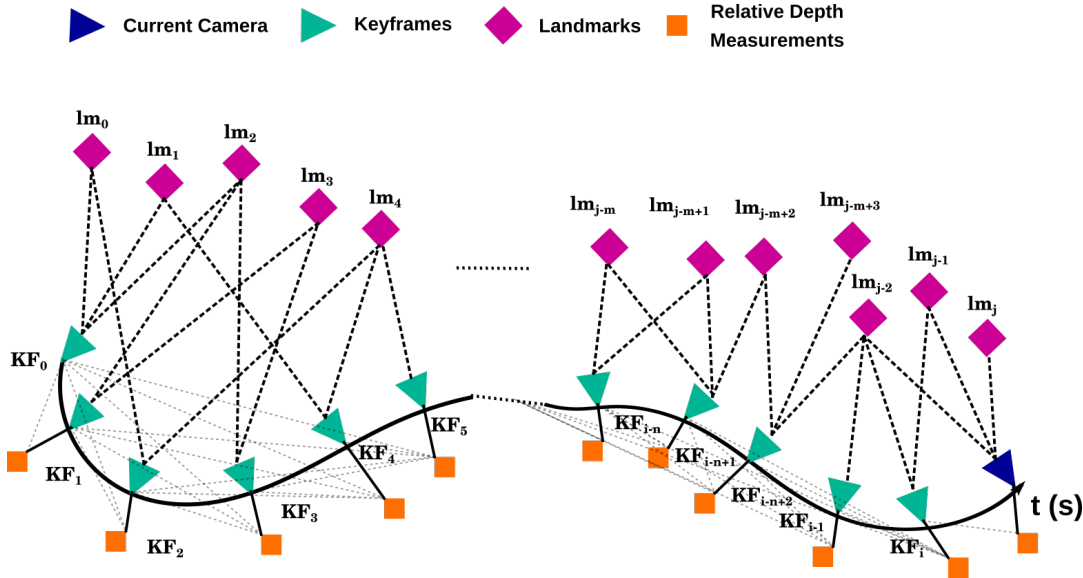 Current Camera
Keyframes
Landmarks
Relative Depth
Measurements
lm₀
lm₁
lm₂
lm₃
lm₄
lmⱼ₋ₘ
lmⱼ₋ₘ₊₁
lmⱼ₋ₘ₊₂
lmⱼ₋ₘ₊₃
lmⱼ₋₂
lmⱼ₋₁
lmⱼ
KF₀
KF₁
KF₂
KF₃
KF₄
KF₅
KFᵢ₋ₙ
KFᵢ₋ₙ₊₁
KFᵢ₋ₙ₊₂
KFᵢ₋₁
KFᵢ
t (s)